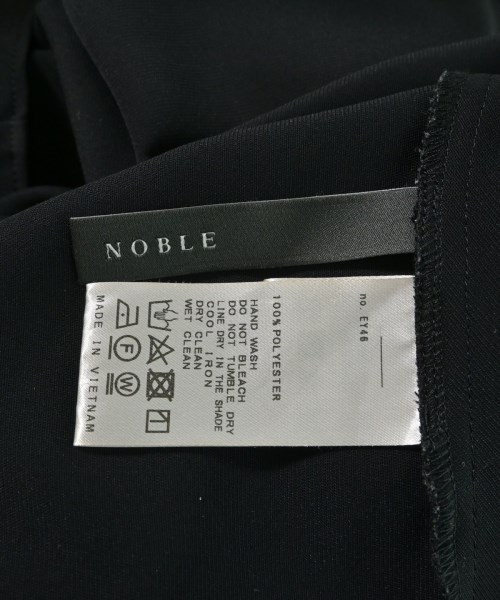 NOBLE
no. EY46
100% POLYESTER
HAND WASH
DO NOT BLEACH
DO NOT TUMBLE DRY
LINE DRY IN THE SHADE
COOL IRON
DRY CLEAN
WET CLEAN
F
W
MADE IN VIETNAM